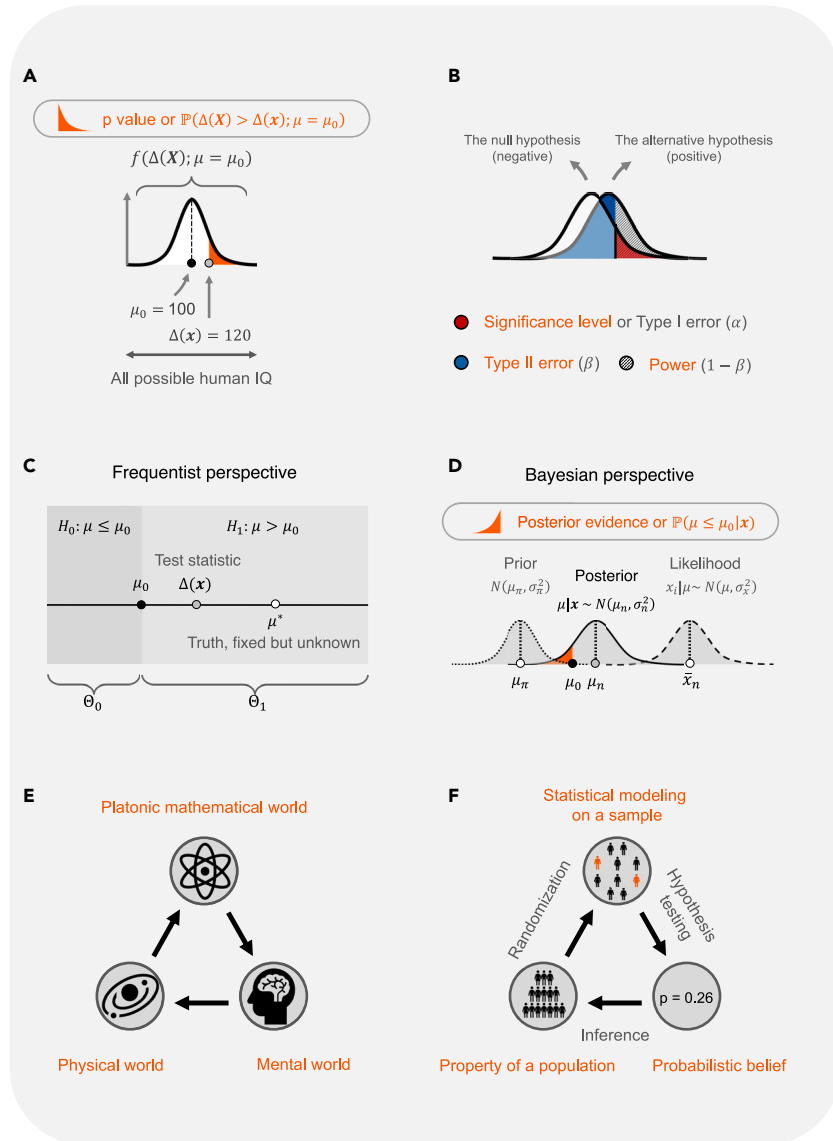 A
p value or ℙ(Δ(X) > Δ(x); μ = μ₀)
f(Δ(X); μ = μ₀)
μ₀ = 100
Δ(x) = 120
All possible human IQ
B
The null hypothesis
(negative)
The alternative hypothesis
(positive)
Significance level or Type I error (α)
Type II error (β)
Power (1 − β)
C
Frequentist perspective
H₀: μ ≤ μ₀
H₁: μ > μ₀
Test statistic
μ₀
Δ(x)
μ*
Truth, fixed but unknown
Θ₀
Θ₁
D
Bayesian perspective
Posterior evidence or ℙ(μ ≤ μ₀|x)
Prior
N(μ_π, σ_π²)
Posterior
μ|x ~ N(μₙ, σₙ²)
Likelihood
xᵢ|μ ~ N(μ, σₓ²)
μ_π
μ₀
μₙ
x̄ₙ
E
Platonic mathematical world
Physical world
Mental world
F
Statistical modeling
on a sample
Randomization
Hypothesis
testing
p = 0.26
Inference
Property of a population
Probabilistic belief